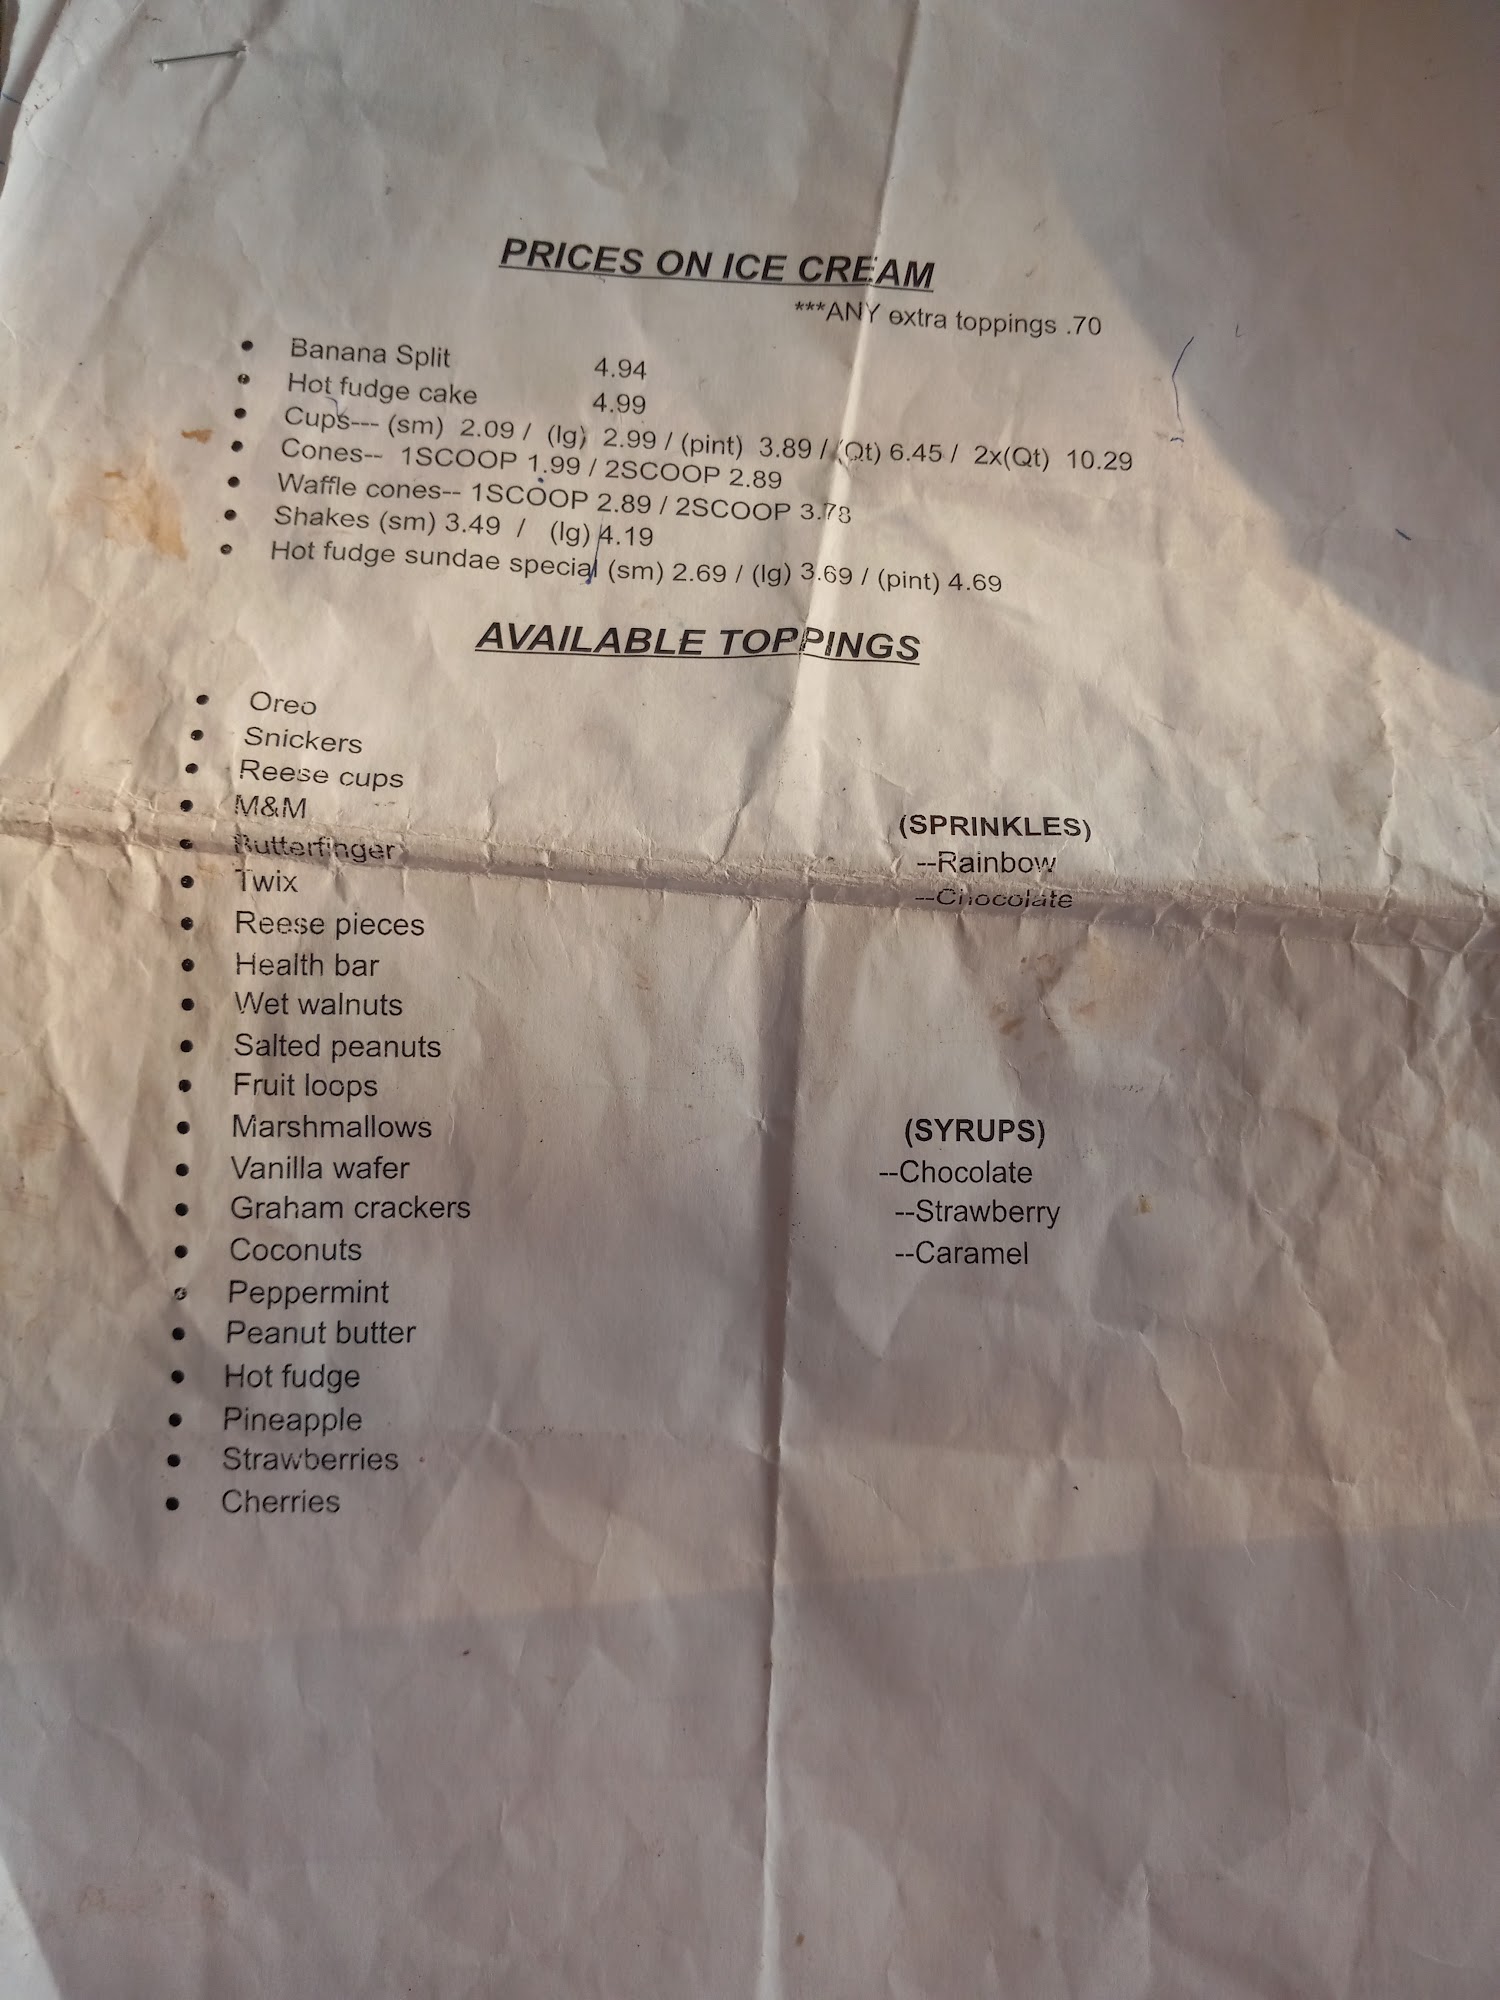 PRICES ON ICE CREAM
***ANY extra toppings .70
Banana Split 4.94
Hot fudge cake 4.99
Cups--- (sm) 2.09 / (lg) 2.99 / (pint) 3.89 / (Qt) 6.45 / 2x(Qt) 10.29
Cones-- 1SCOOP 1.99 / 2SCOOP 2.89
Waffle cones-- 1SCOOP 2.89 / 2SCOOP 3.78
Shakes (sm) 3.49 / (lg) 4.19
Hot fudge sundae special (sm) 2.69 / (lg) 3.69 / (pint) 4.69
AVAILABLE TOPPINGS
Oreo
Snickers
Reese cups
M&M
Butterfinger
Twix
Reese pieces
Health bar
Wet walnuts
Salted peanuts
Fruit loops
Marshmallows
Vanilla wafer
Graham crackers
Coconuts
Peppermint
Peanut butter
Hot fudge
Pineapple
Strawberries
Cherries
(SPRINKLES)
--Rainbow
--Chocolate
(SYRUPS)
--Chocolate
--Strawberry
--Caramel